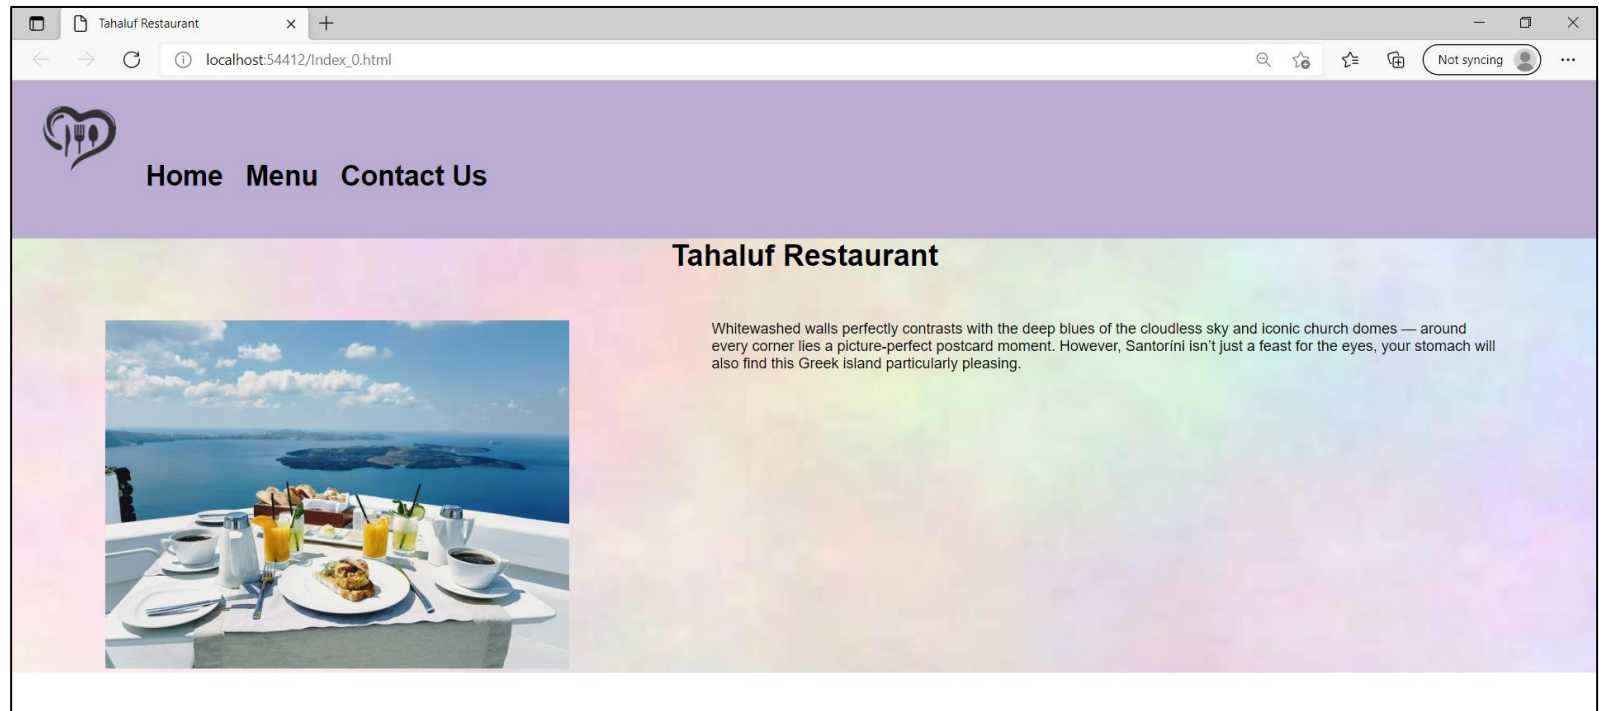 Tahaluf Restaurant
localhost:54412/Index_0.html
Not syncing
Home Menu Contact Us
Tahaluf Restaurant
Whitewashed walls perfectly contrasts with the deep blues of the cloudless sky and iconic church domes — around
every corner lies a picture-perfect postcard moment. However, Santoríni isn’t just a feast for the eyes, your stomach will
also find this Greek island particularly pleasing.